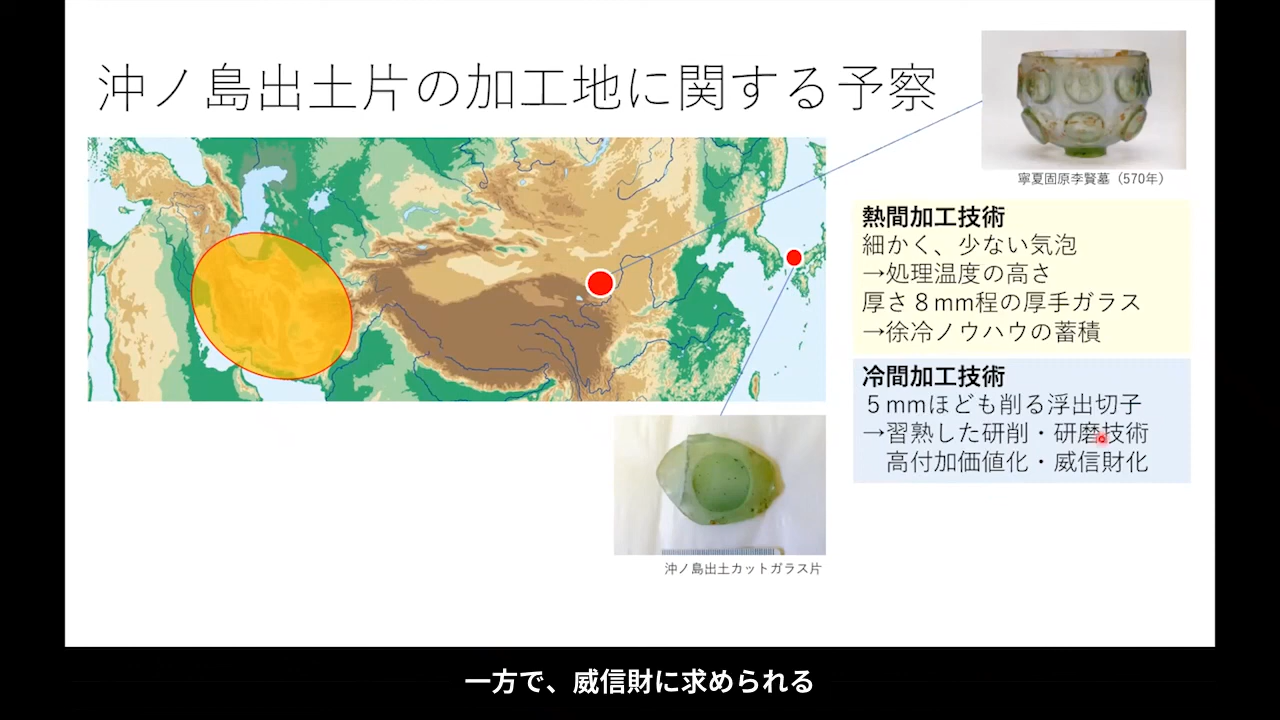 沖ノ島出土片の加工地に関する予察
寧夏固原李賢墓（570年）
熱間加工技術
細かく、少ない気泡
→処理温度の高さ
厚さ８mm程の厚手ガラス
→徐冷ノウハウの蓄積
冷間加工技術
５mmほども削る浮出切子
→習熟した研削・研磨技術
高付加価値化・威信財化
沖ノ島出土カットガラス片
一方で、威信財に求められる